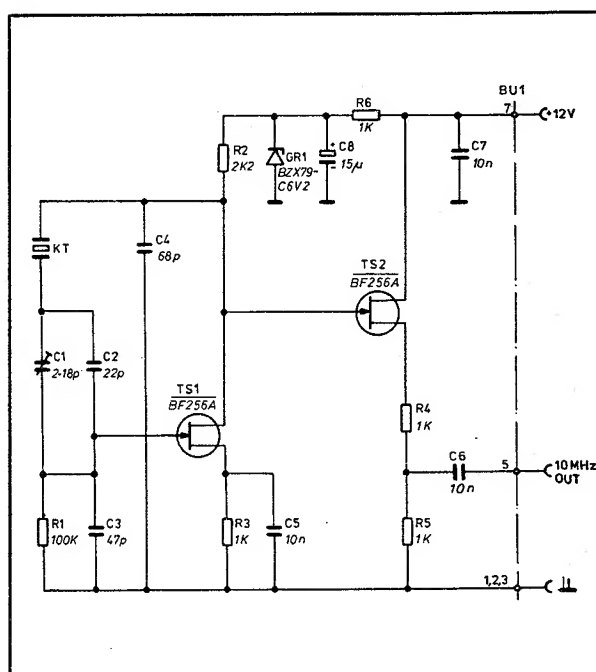 BU1
R6
1K
7
+12V
R2
2K2
GR1
BZX79-
C6V2
+
C8
15µ
-
C7
10n
KT
C4
68p
TS2
BF256A
C1
2-18p
C2
22p
TS1
BF256A
R4
1K
C6
10n
5
10MHz
OUT
R1
100K
C3
47p
R3
1K
C5
10n
R5
1K
1,2,3